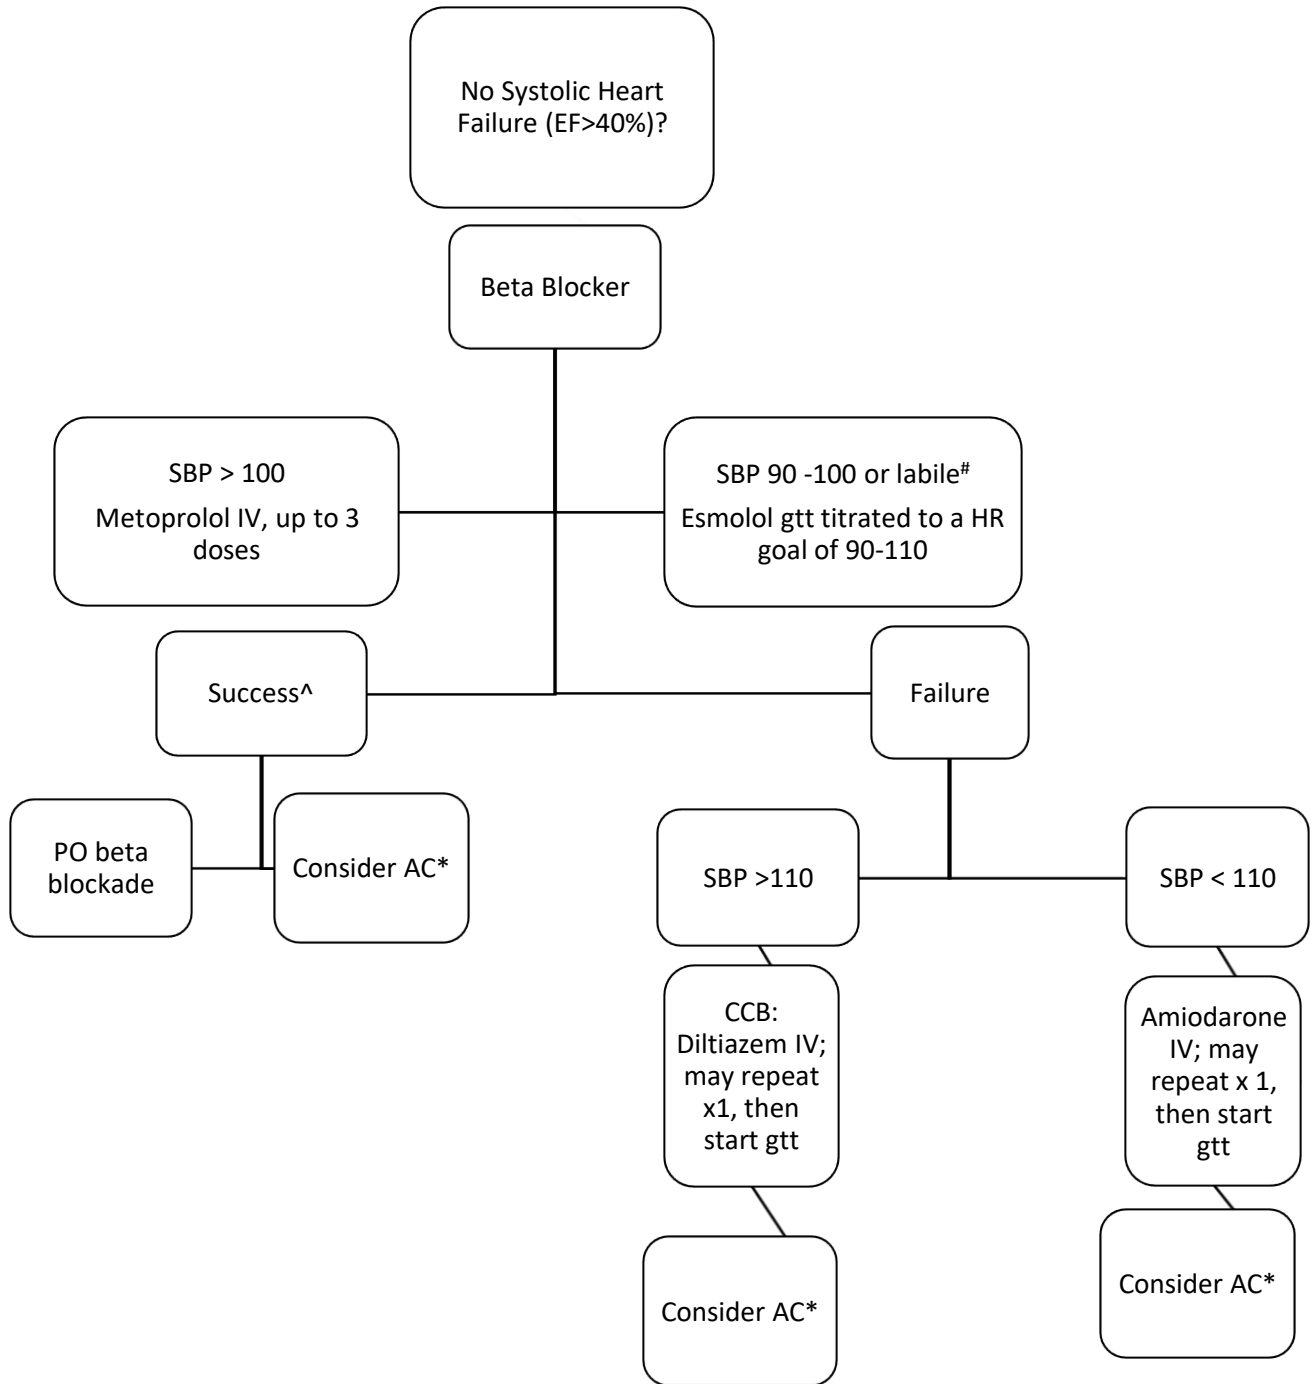 No Systolic Heart
Failure (EF>40%)?
Beta Blocker
SBP > 100
Metoprolol IV, up to 3
doses
SBP 90 -100 or labile#
Esmolol gtt titrated to a HR
goal of 90-110
Success^
Failure
PO beta
blockade
Consider AC*
SBP >110
SBP < 110
CCB:
Diltiazem IV;
may repeat
x1, then
start gtt
Amiodarone
IV; may
repeat x 1,
then start
gtt
Consider AC*
Consider AC*